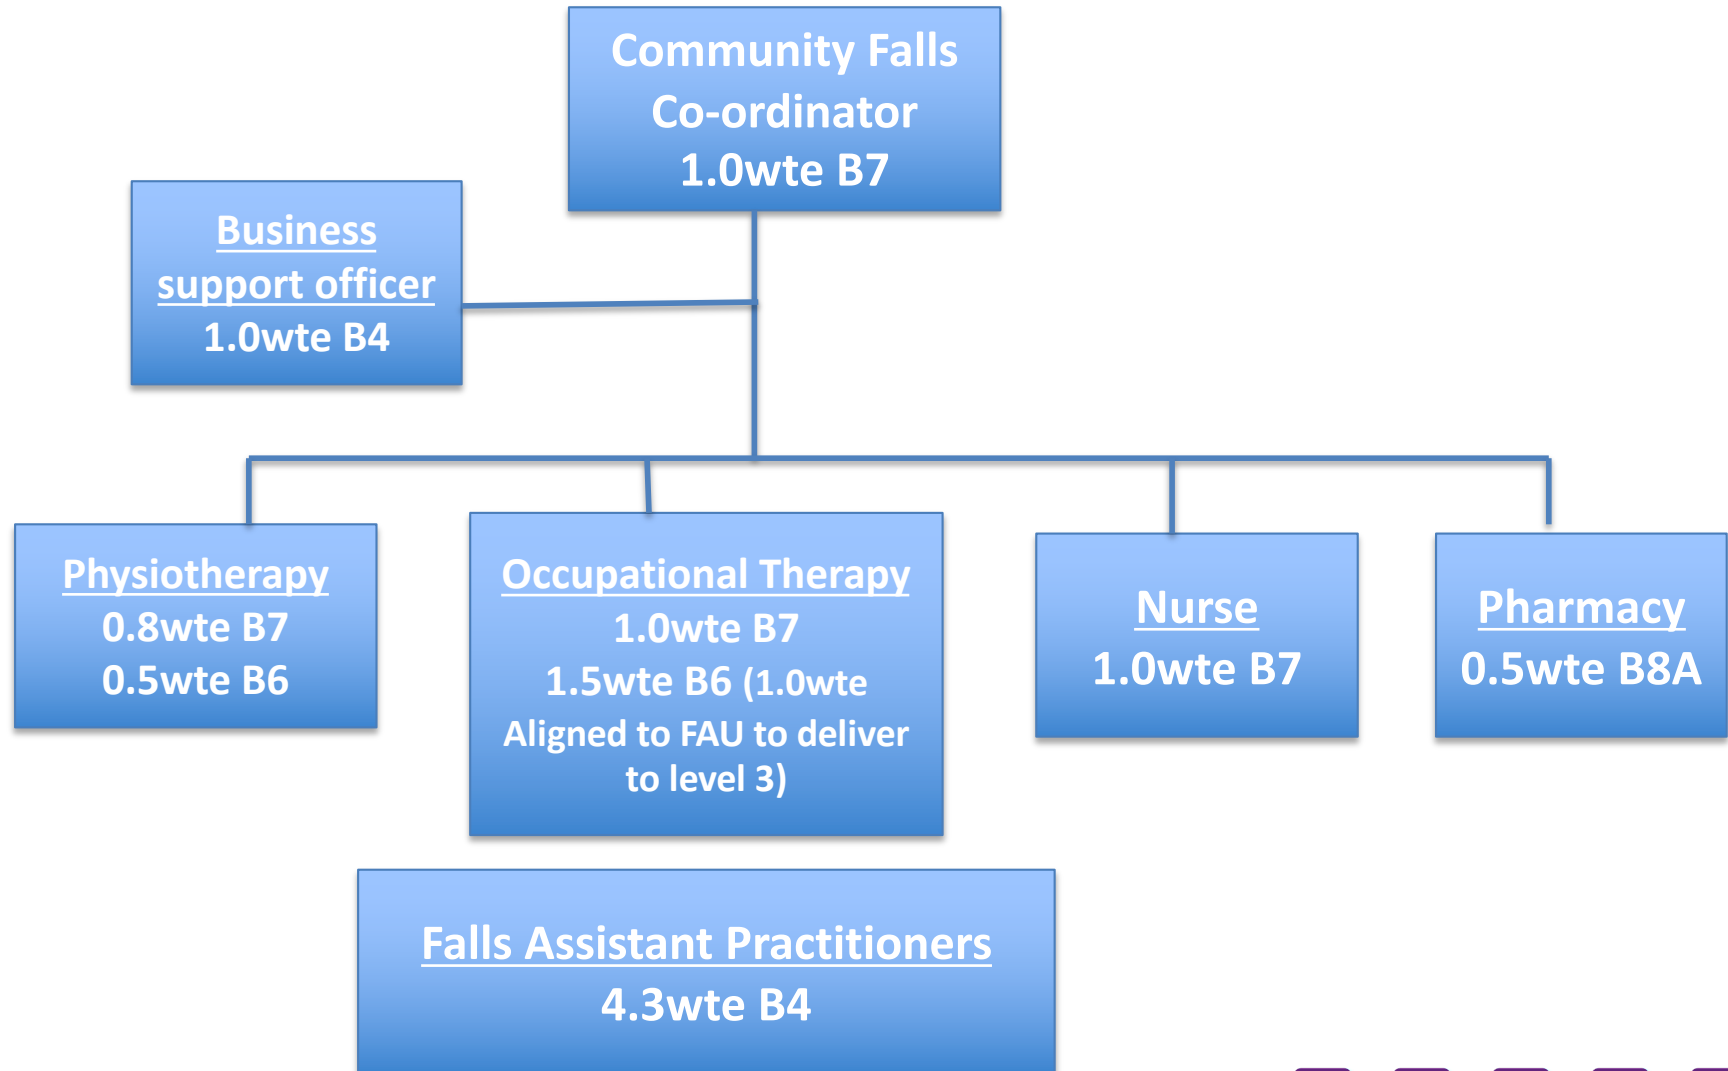 Community Falls
Co-ordinator
1.0wte B7
Business
support officer
1.0wte B4
Physiotherapy
0.8wte B7
0.5wte B6
Occupational Therapy
1.0wte B7
1.5wte B6 (1.0wte
Aligned to FAU to deliver
to level 3)
Nurse
1.0wte B7
Pharmacy
0.5wte B8A
Falls Assistant Practitioners
4.3wte B4